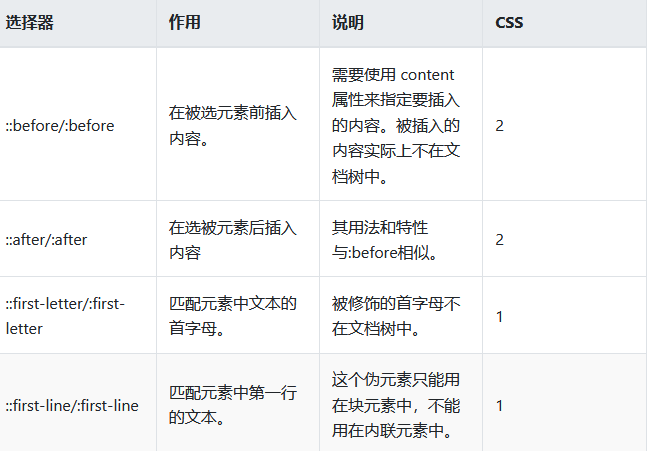 选择器 作用 说明 CSS
::before/:before
在被选元素前插入
内容。
需要使用 content
属性来指定要插入
的内容。被插入的
内容实际上不在文
档树中。
2
::after/:after
在选被元素后插入
内容
其用法和特性
与:before相似。
2
::first-letter/:first-
letter
匹配元素中文本的
首字母。
被修饰的首字母不
在文档树中。
1
::first-line/:first-line
匹配元素中第一行
的文本。
这个伪元素只能用
在块元素中，不能
用在内联元素中。
1